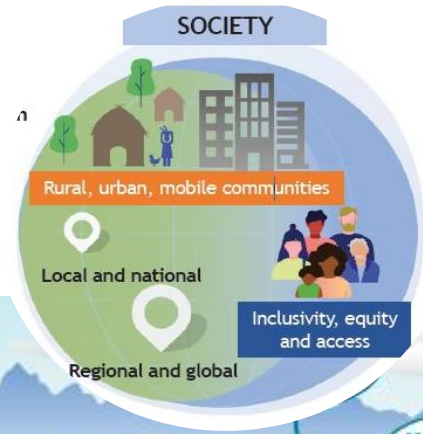 SOCIETY
Rural, urban, mobile communities
Local and national
Inclusivity, equity
and access
Regional and global